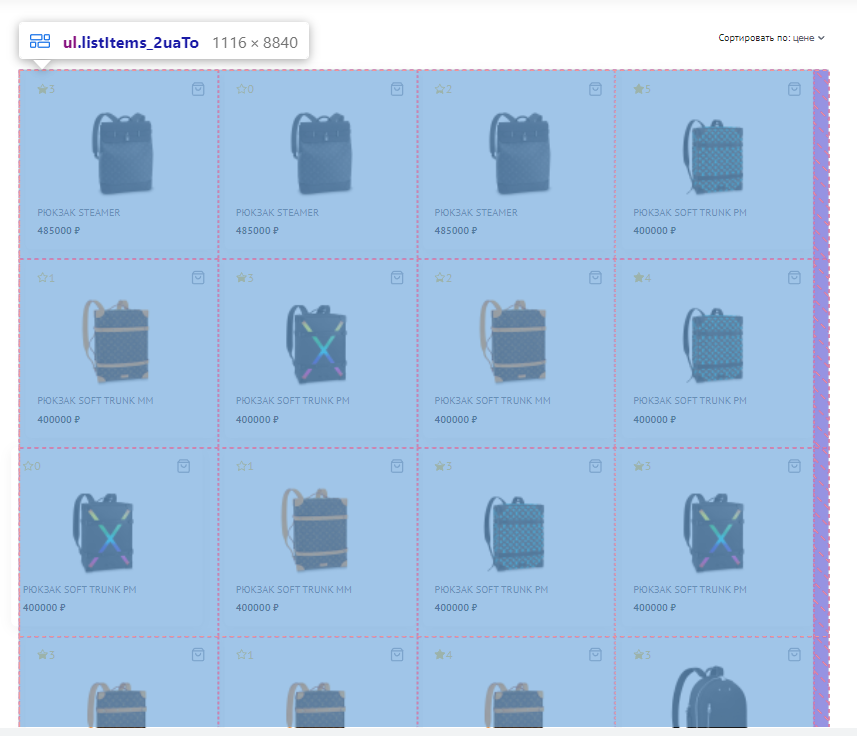 ul.listItems_2uaTo 1116 × 8840
Сортировать по: цене
3 0 2 5
РЮКЗАК STEAMER РЮКЗАК STEAMER РЮКЗАК STEAMER РЮКЗАК SOFT TRUNK PM
485000 ₽ 485000 ₽ 485000 ₽ 400000 ₽
1 3 2 4
РЮКЗАК SOFT TRUNK MM РЮКЗАК SOFT TRUNK PM РЮКЗАК SOFT TRUNK MM РЮКЗАК SOFT TRUNK PM
400000 ₽ 400000 ₽ 400000 ₽ 400000 ₽
0 1 3 3
РЮКЗАК SOFT TRUNK PM РЮКЗАК SOFT TRUNK MM РЮКЗАК SOFT TRUNK PM РЮКЗАК SOFT TRUNK PM
400000 ₽ 400000 ₽ 400000 ₽ 400000 ₽
3 1 4 3